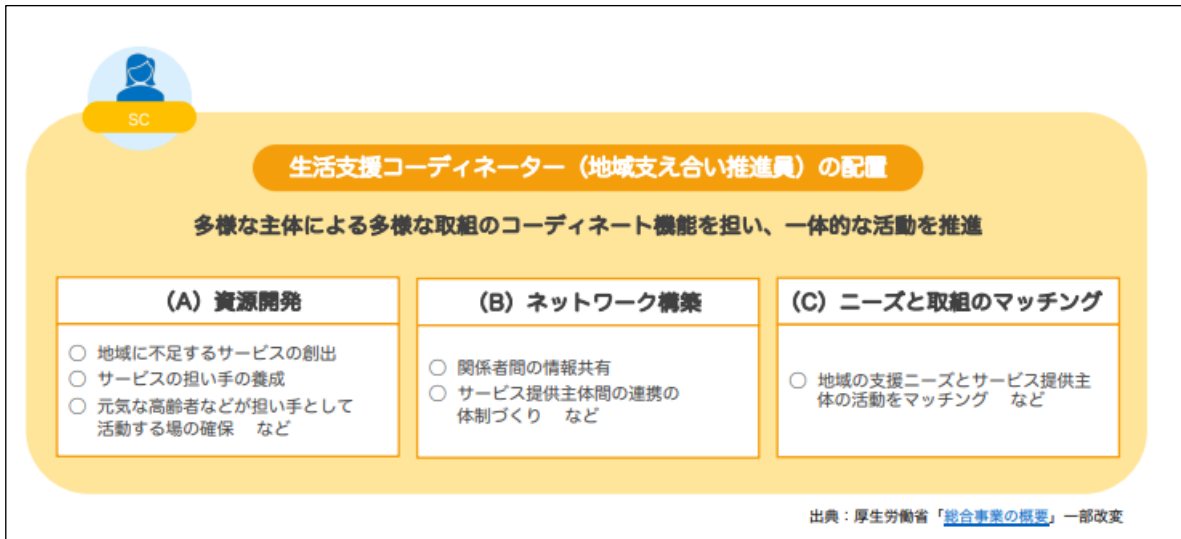 SC
生活支援コーディネーター（地域支え合い推進員）の配置
多様な主体による多様な取組のコーディネート機能を担い、一体的な活動を推進
（A）資源開発
○ 地域に不足するサービスの創出
○ サービスの担い手の養成
○ 元気な高齢者などが担い手として
活動する場の確保　など
（B）ネットワーク構築
○ 関係者間の情報共有
○ サービス提供主体間の連携の
体制づくり　など
（C）ニーズと取組のマッチング
○ 地域の支援ニーズとサービス提供主
体の活動をマッチング　など
出典：厚生労働省「総合事業の概要」一部改変